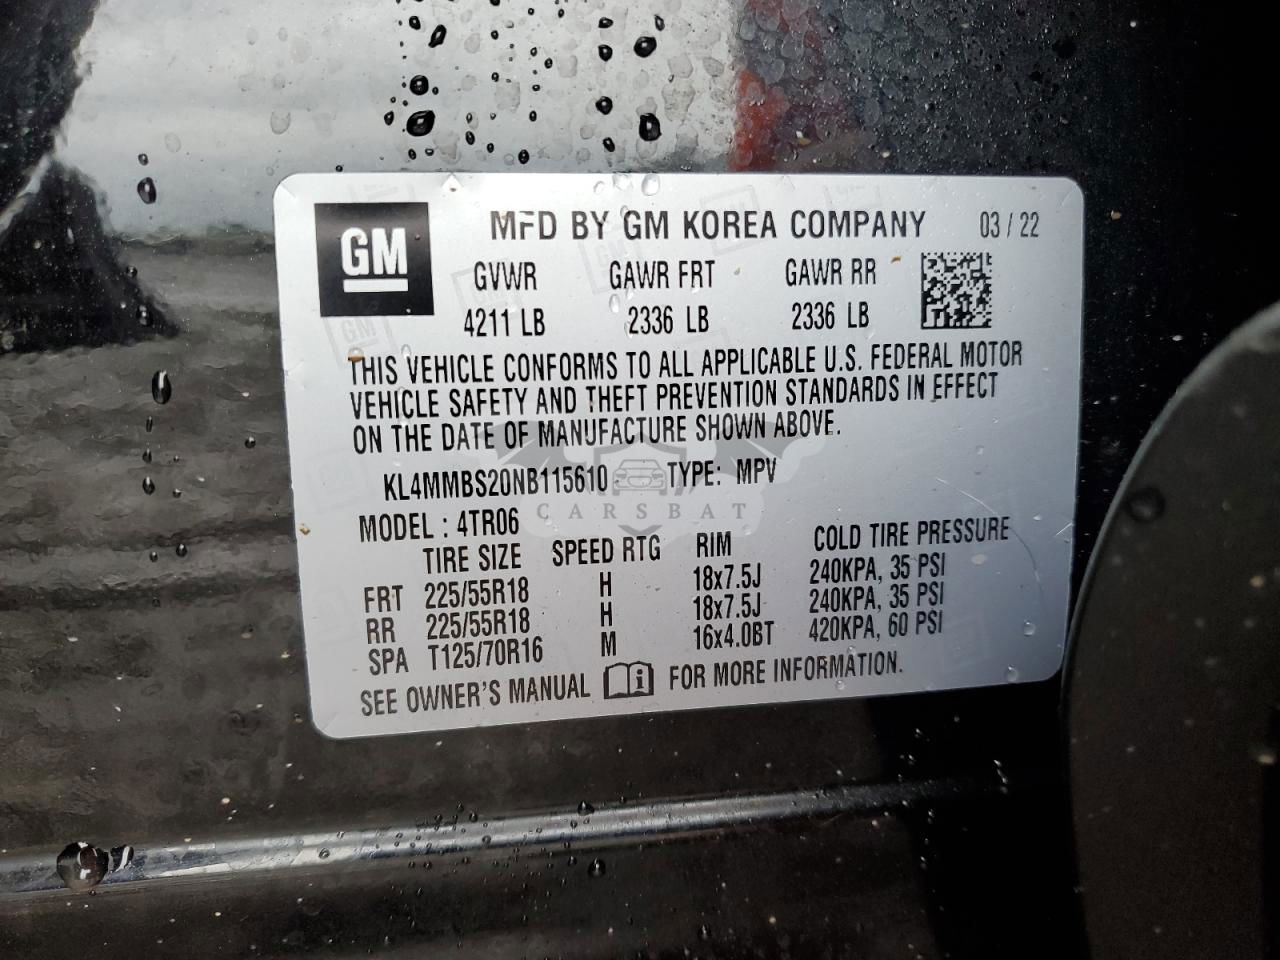 GM
MFD BY GM KOREA COMPANY 03 / 22
GVWR GAWR FRT GAWR RR
4211 LB 2336 LB 2336 LB
THIS VEHICLE CONFORMS TO ALL APPLICABLE U.S. FEDERAL MOTOR
VEHICLE SAFETY AND THEFT PREVENTION STANDARDS IN EFFECT
ON THE DATE OF MANUFACTURE SHOWN ABOVE.
KL4MMBS20NB115610 TYPE: MPV
CARSBAT
MODEL : 4TR06
TIRE SIZE SPEED RTG RIM COLD TIRE PRESSURE
FRT 225/55R18 H 18x7.5J 240KPA, 35 PSI
RR 225/55R18 H 18x7.5J 240KPA, 35 PSI
SPA T125/70R16 M 16x4.0BT 420KPA, 60 PSI
SEE OWNER'S MANUAL i FOR MORE INFORMATION.